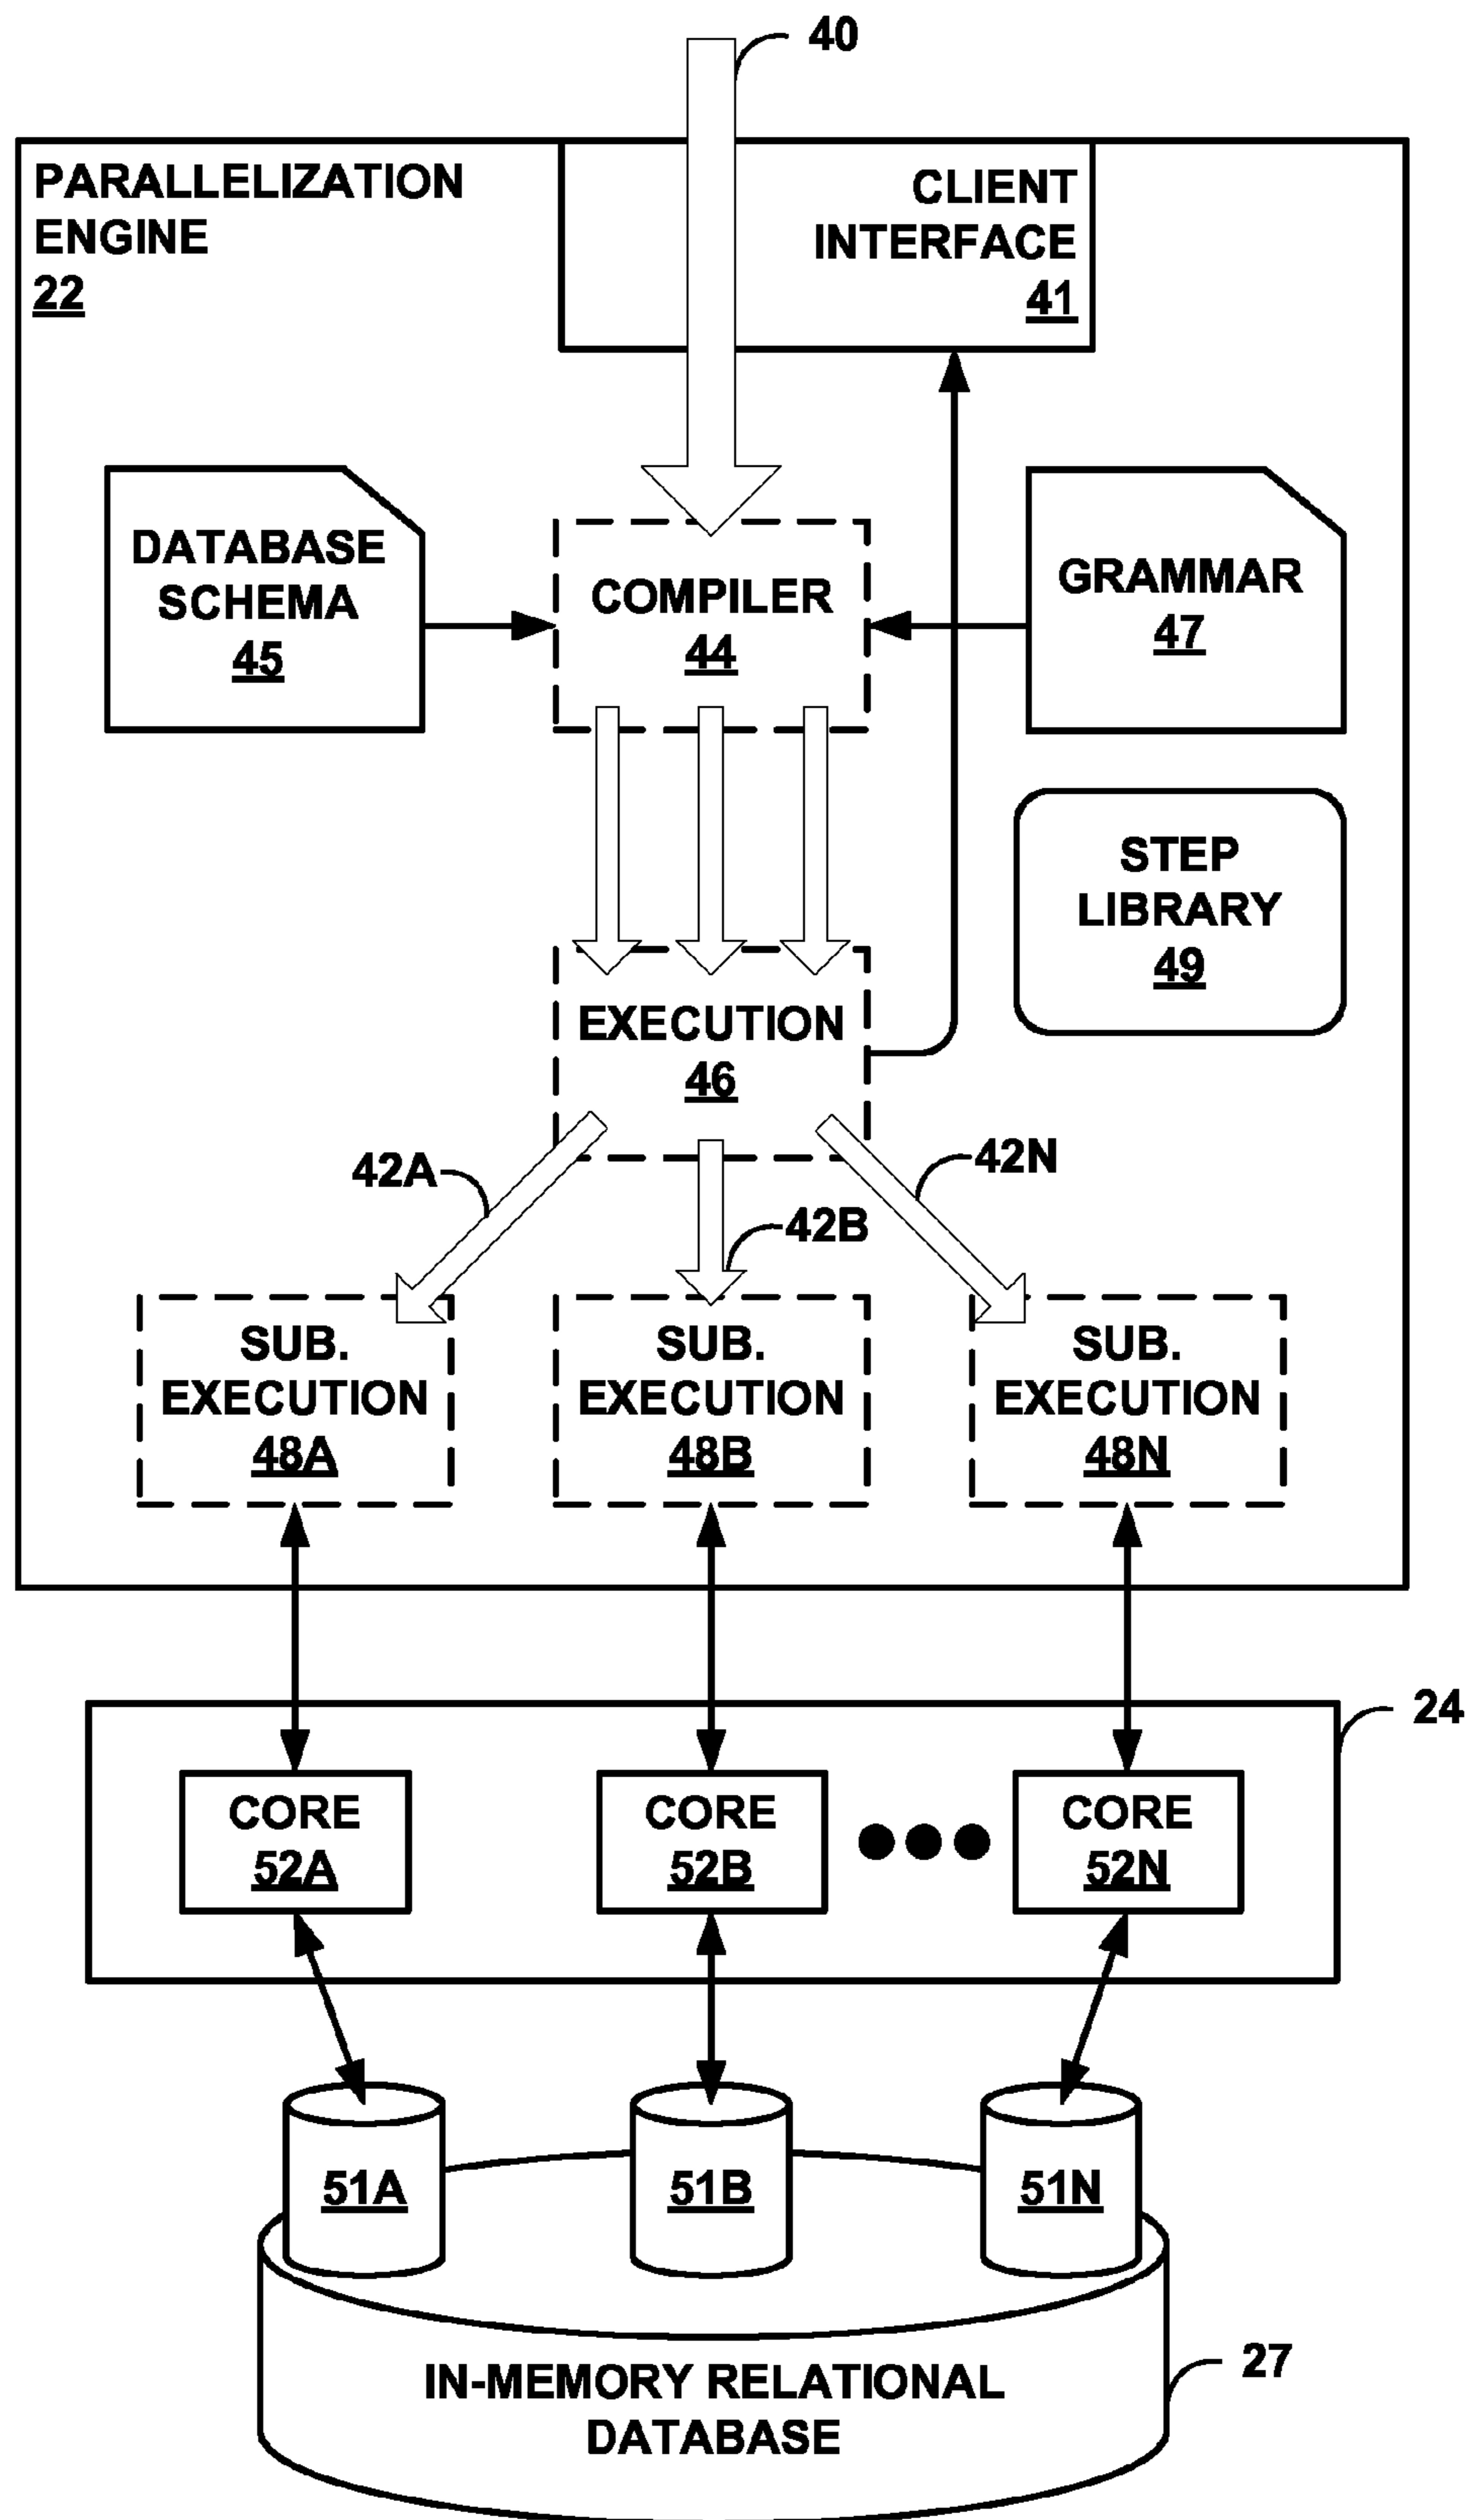 40
PARALLELIZATION
ENGINE
22
CLIENT
INTERFACE
41
DATABASE
SCHEMA
45
COMPILER
44
GRAMMAR
47
STEP
LIBRARY
49
EXECUTION
46
42A
42B
42N
SUB.
EXECUTION
48A
SUB.
EXECUTION
48B
SUB.
EXECUTION
48N
24
CORE
52A
CORE
52B
CORE
52N
51A
51B
51N
27
IN-MEMORY RELATIONAL
DATABASE